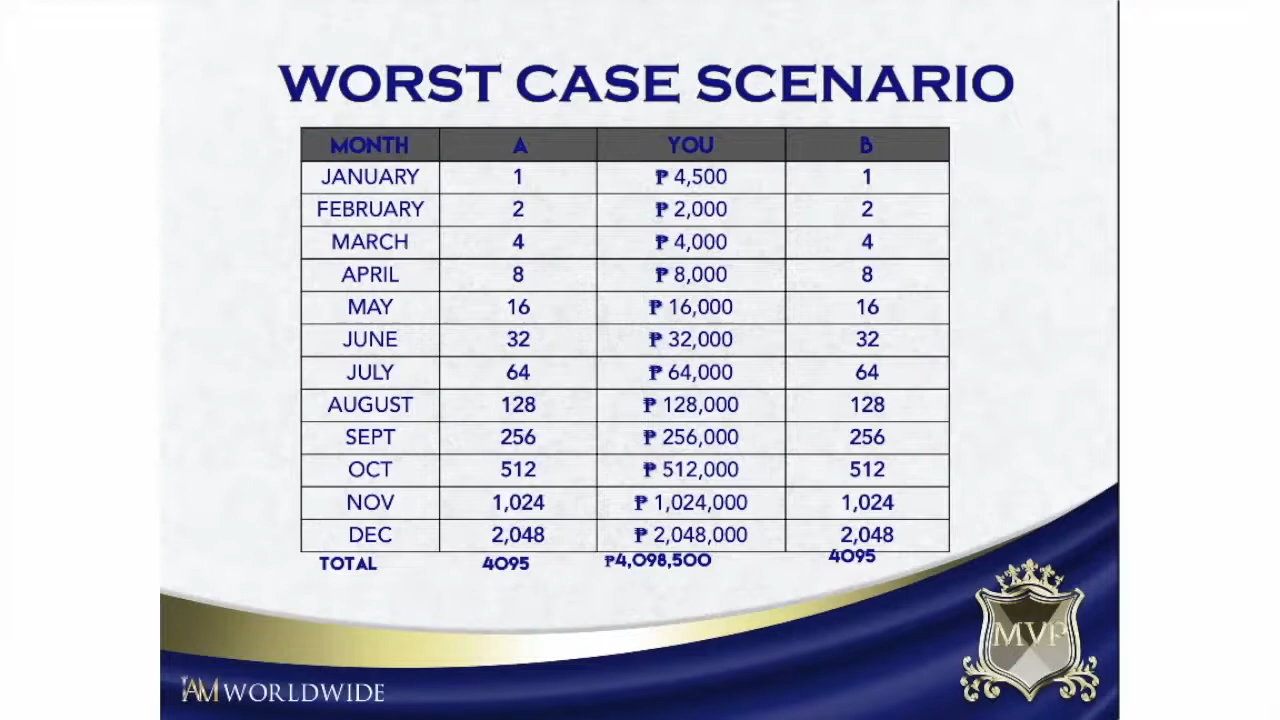 WORST CASE SCENARIO
MONTH A YOU B
JANUARY 1 ₱ 4,500 1
FEBRUARY 2 ₱ 2,000 2
MARCH 4 ₱ 4,000 4
APRIL 8 ₱ 8,000 8
MAY 16 ₱ 16,000 16
JUNE 32 ₱ 32,000 32
JULY 64 ₱ 64,000 64
AUGUST 128 ₱ 128,000 128
SEPT 256 ₱ 256,000 256
OCT 512 ₱ 512,000 512
NOV 1,024 ₱ 1,024,000 1,024
DEC 2,048 ₱ 2,048,000 2,048
TOTAL 4095 ₱4,098,500 4095
MVP
IAM WORLDWIDE